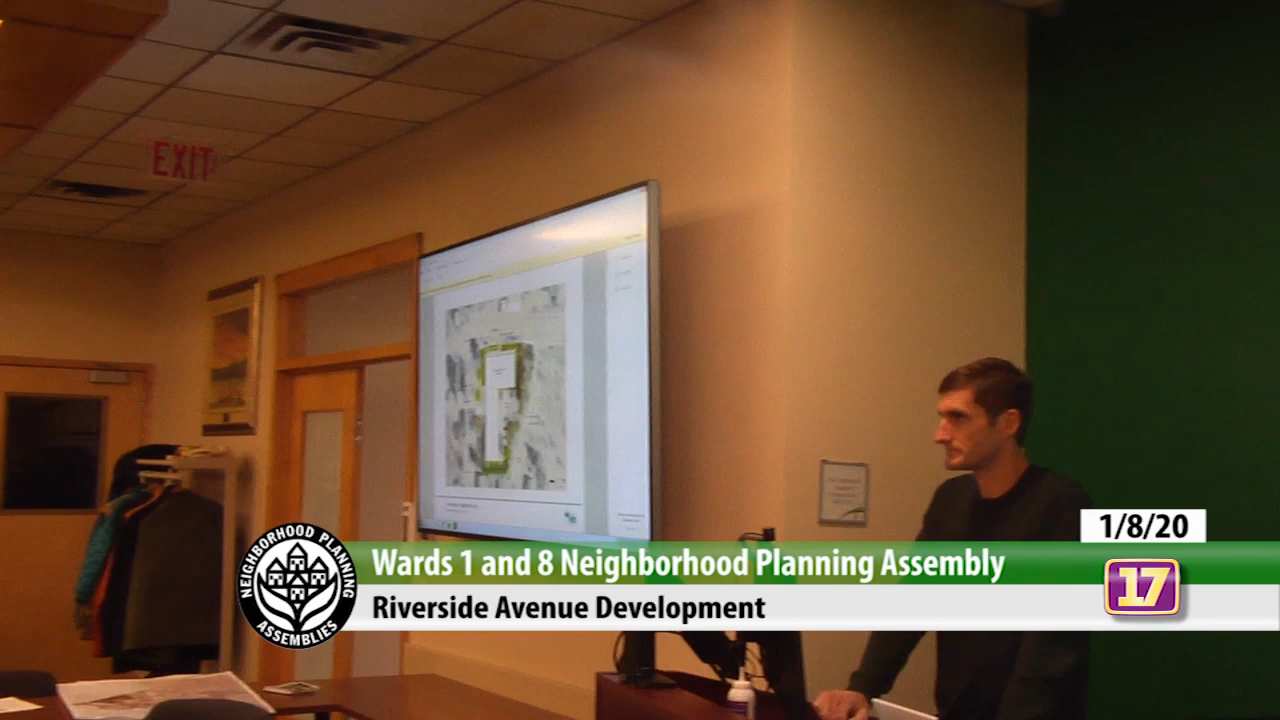 EXIT
1/8/20
NEIGHBORHOOD PLANNING
ASSEMBLIES
Wards 1 and 8 Neighborhood Planning Assembly
17
Riverside Avenue Development